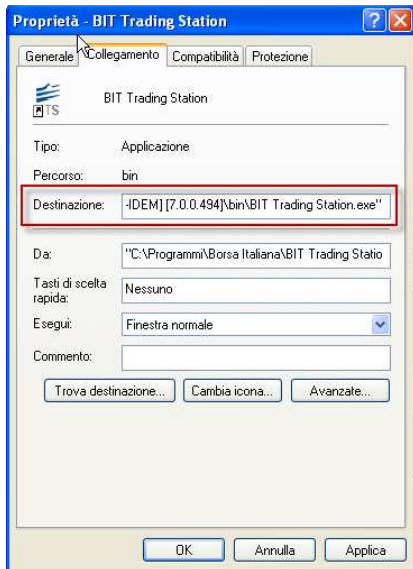 Proprietà - BIT Trading Station
Generale Collegamento Compatibilità Protezione
TS BIT Trading Station
Tipo: Applicazione
Percorso: bin
Destinazione: -IDEM] [7.0.0.494]\bin\BIT Trading Station.exe"
Da: "C:\Programmi\Borsa Italiana\BIT Trading Statio
Tasti di scelta
rapida: Nessuno
Esegui: Finestra normale
Commento:
Trova destinazione... Cambia icona... Avanzate...
OK Annulla Applica